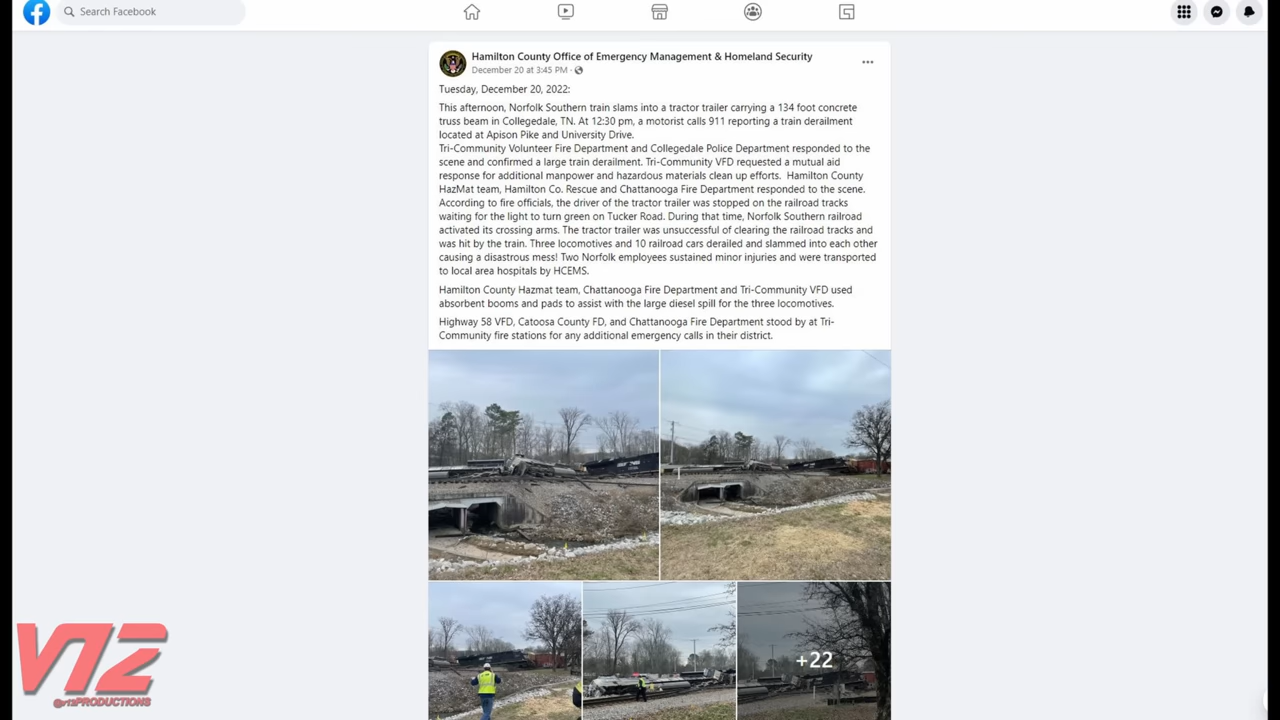 Search Facebook
Hamilton County Office of Emergency Management & Homeland Security
December 20 at 3:45 PM ·
Tuesday, December 20, 2022:
This afternoon, Norfolk Southern train slams into a tractor trailer carrying a 134 foot concrete
truss beam in Collegedale, TN. At 12:30 pm, a motorist calls 911 reporting a train derailment
located at Apison Pike and University Drive.
Tri-Community Volunteer Fire Department and Collegedale Police Department responded to the
scene and confirmed a large train derailment. Tri-Community VFD requested a mutual aid
response for additional manpower and hazardous materials clean up efforts. Hamilton County
HazMat team, Hamilton Co. Rescue and Chattanooga Fire Department responded to the scene.
According to fire officials, the driver of the tractor trailer was stopped on the railroad tracks
waiting for the light to turn green on Tucker Road. During that time, Norfolk Southern railroad
activated its crossing arms. The tractor trailer was unsuccessful of clearing the railroad tracks and
was hit by the train. Three locomotives and 10 railroad cars derailed and slammed into each other
causing a disastrous mess! Two Norfolk employees sustained minor injuries and were transported
to local area hospitals by HCEMS.
Hamilton County Hazmat team, Chattanooga Fire Department and Tri-Community VFD used
absorbent booms and pads to assist with the large diesel spill for the three locomotives.
Highway 58 VFD, Catoosa County FD, and Chattanooga Fire Department stood by at Tri-
Community fire stations for any additional emergency calls in their district.
+22
V12
@v12PRODUCTIONS